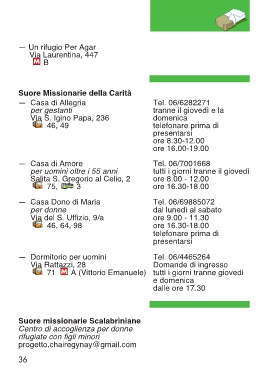 — Un rifugio Per Agar
Via Laurentina, 447
M B
Suore Missionarie della Carità
— Casa di Allegria
per gestanti
Via S. Igino Papa, 236
46, 49
Tel. 06/6282271
tranne il giovedì e la
domenica
telefonare prima di
presentarsi
ore 8.30-12.00
ore 16.00-19.00
— Casa di Amore
per uomini oltre i 55 anni
Salita S. Gregorio al Celio, 2
75, 3
Tel. 06/7001668
tutti i giorni tranne il giovedì
ore 8.00 - 12.00
ore 16.30-18.00
— Casa Dono di Maria
per donne
Via del S. Uffizio, 9/a
46, 64, 98
Tel. 06/69885072
dal lunedì al sabato
ore 9.00 - 11.30
ore 16.30-18.00
telefonare prima di
presentarsi
— Dormitorio per uomini
Via Rattazzi, 28
71 M A (Vittorio Emanuele)
Tel. 06/4465264
Domande di ingresso
tutti i giorni tranne giovedì
e domenica
dalle ore 17.30
Suore missionarie Scalabriniane
Centro di accoglienza per donne
rifugiate con figli minori
progetto.chairegynay@gmail.com
36